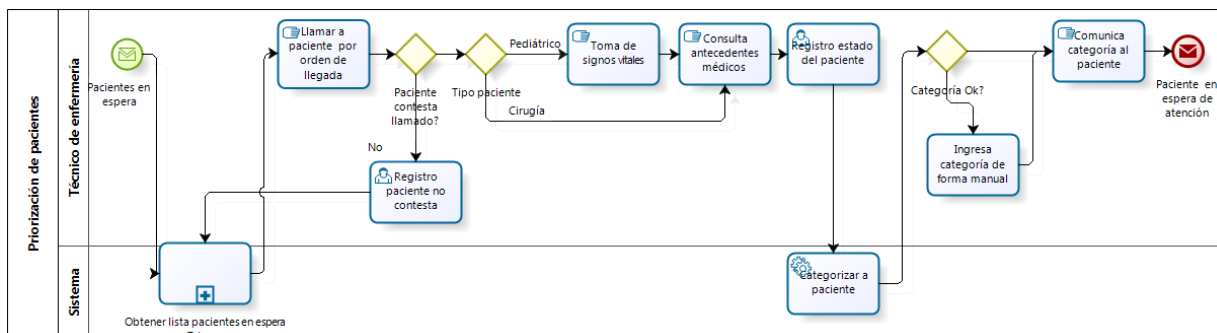 Priorización de pacientes
Técnico de enfermería
Sistema
Pacientes en
espera
Llamar a
paciente por
orden de
llegada
Paciente
contesta
llamado?
No
Registro
paciente no
contesta
Tipo paciente
Pediátrico
Cirugía
Toma de
signos vitales
Consulta
antecedentes
médicos
Registro estado
del paciente
Categoría Ok?
Ingresa
categoría de
forma manual
Comunica
categoría al
paciente
Paciente en
espera de
atención
Obtener lista pacientes en espera
Categorizar a
paciente